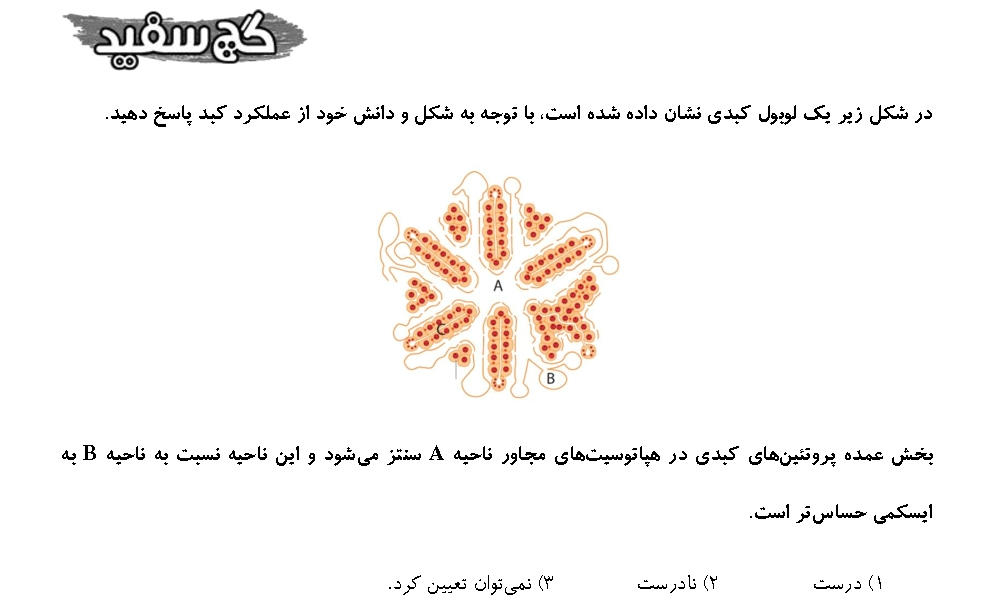 گچ سفید
در شکل زیر یک لوبول کبدی نشان داده شده است، با توجه به شکل و دانش خود از عملکرد کبد پاسخ دهید.
A
C
B
بخش عمده پروتئین‌های کبدی در هپاتوسیت‌های مجاور ناحیه A سنتز می‌شود و این ناحیه نسبت به ناحیه B به
ایسکمی حساس‌تر است.
۱) درست ۲) نادرست ۳) نمی‌توان تعیین کرد.